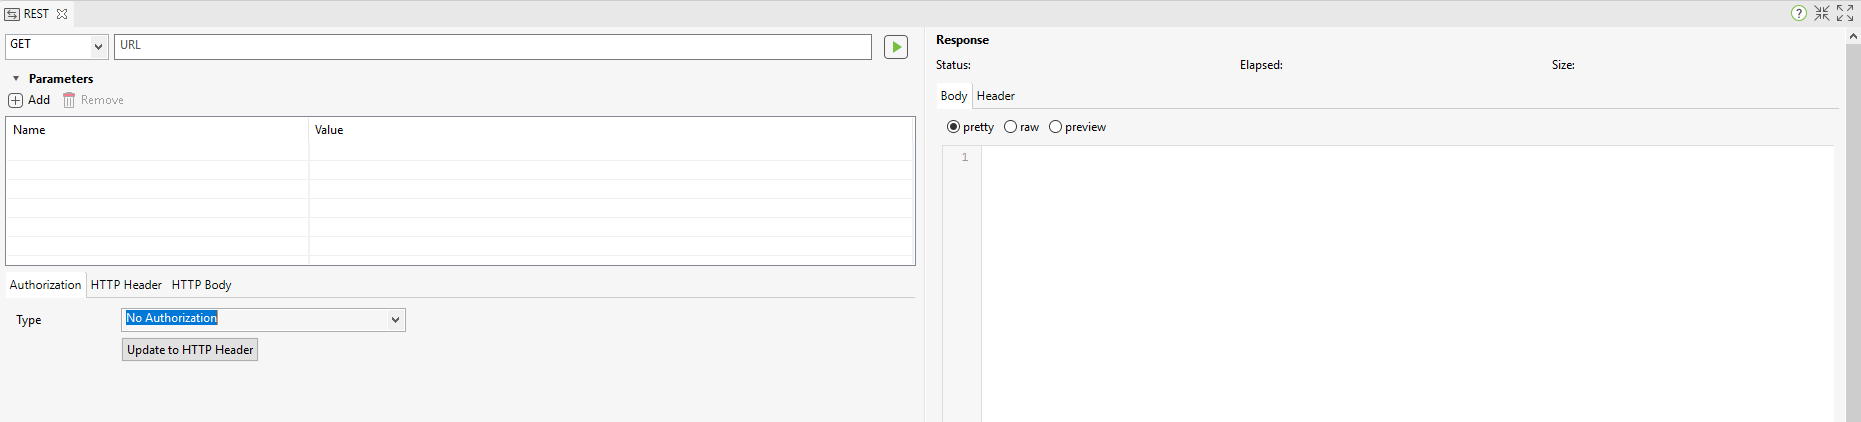 REST
GET URL
Parameters
Add Remove
Name Value
Authorization HTTP Header HTTP Body
Type No Authorization
Update to HTTP Header
?
Response
Status: Elapsed: Size:
Body Header
pretty raw preview
1